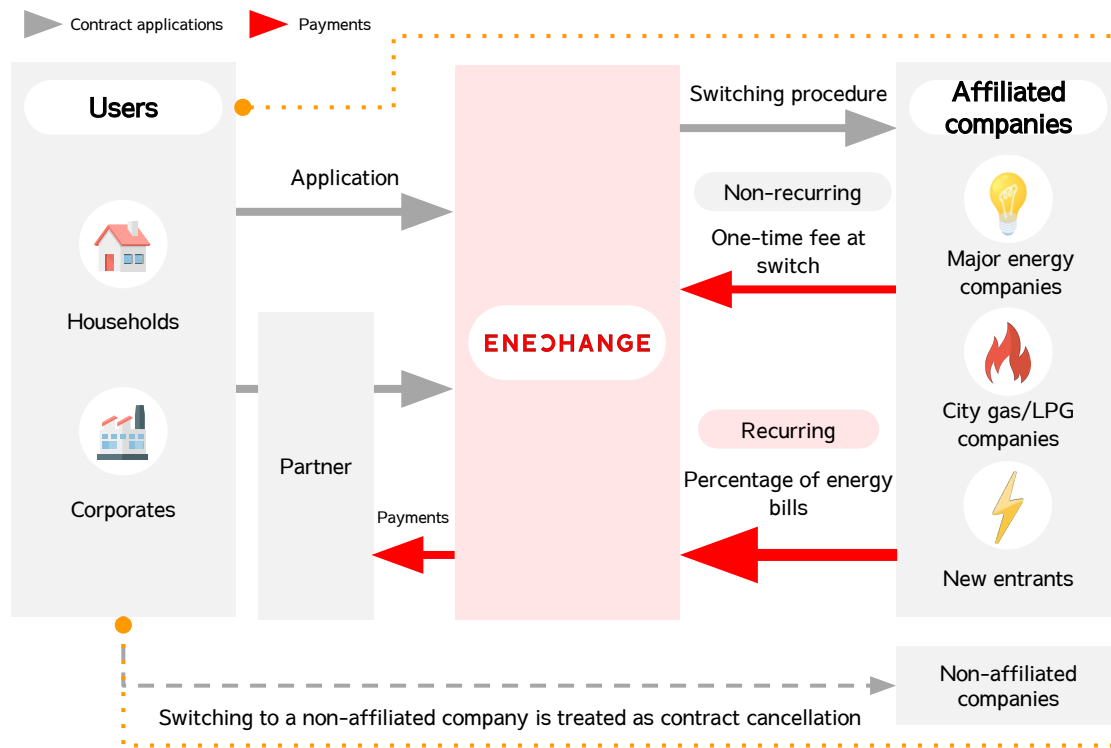 Contract applications
Payments
Users
Affiliated
companies
Switching procedure
Application
Non-recurring
One-time fee at
switch
Major energy
companies
Households
ENECHANGE
City gas/LPG
companies
Recurring
Partner
Percentage of energy
bills
Corporates
Payments
New entrants
Non-affiliated
companies
Switching to a non-affiliated company is treated as contract cancellation